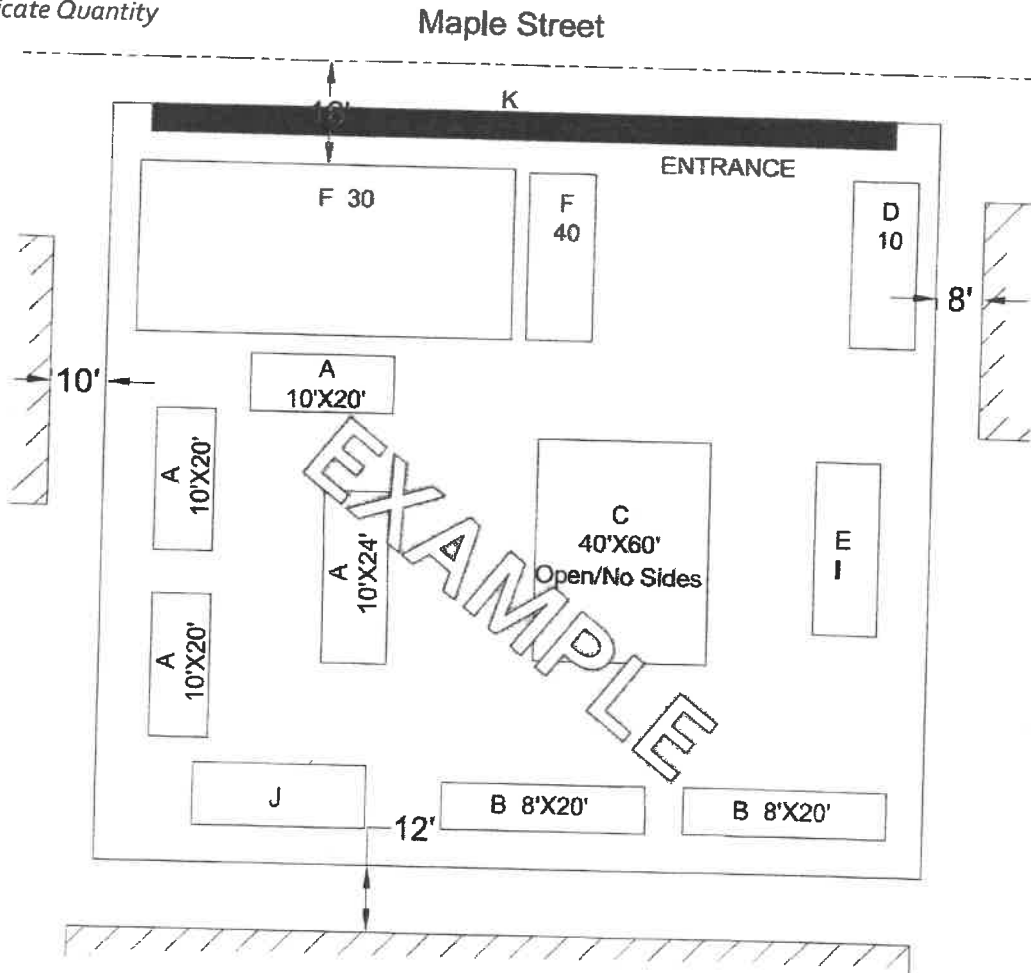 icate Quantity
Maple Street
K
18'
ENTRANCE
F 30
F
40
D
10
8'
10'
A
10'X20'
A
10'X20'
EXAMPLE
A
10'X24'
C
40'X60'
Open/No Sides
E
I
A
10'X20'
J
B 8'X20'
B 8'X20'
12'